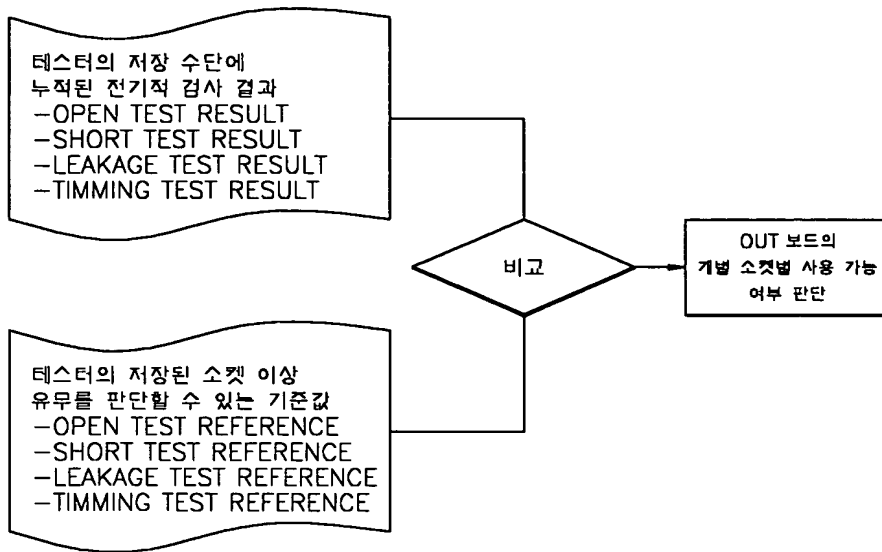 테스터의 저장 수단에
누적된 전기적 검사 결과
-OPEN TEST RESULT
-SHORT TEST RESULT
-LEAKAGE TEST RESULT
-TIMMING TEST RESULT
비교
OUT 보드의
개별 소켓별 사용 가능
여부 판단
테스터의 저장된 소켓 이상
유무를 판단할 수 있는 기준값
-OPEN TEST REFERENCE
-SHORT TEST REFERENCE
-LEAKAGE TEST REFERENCE
-TIMMING TEST REFERENCE